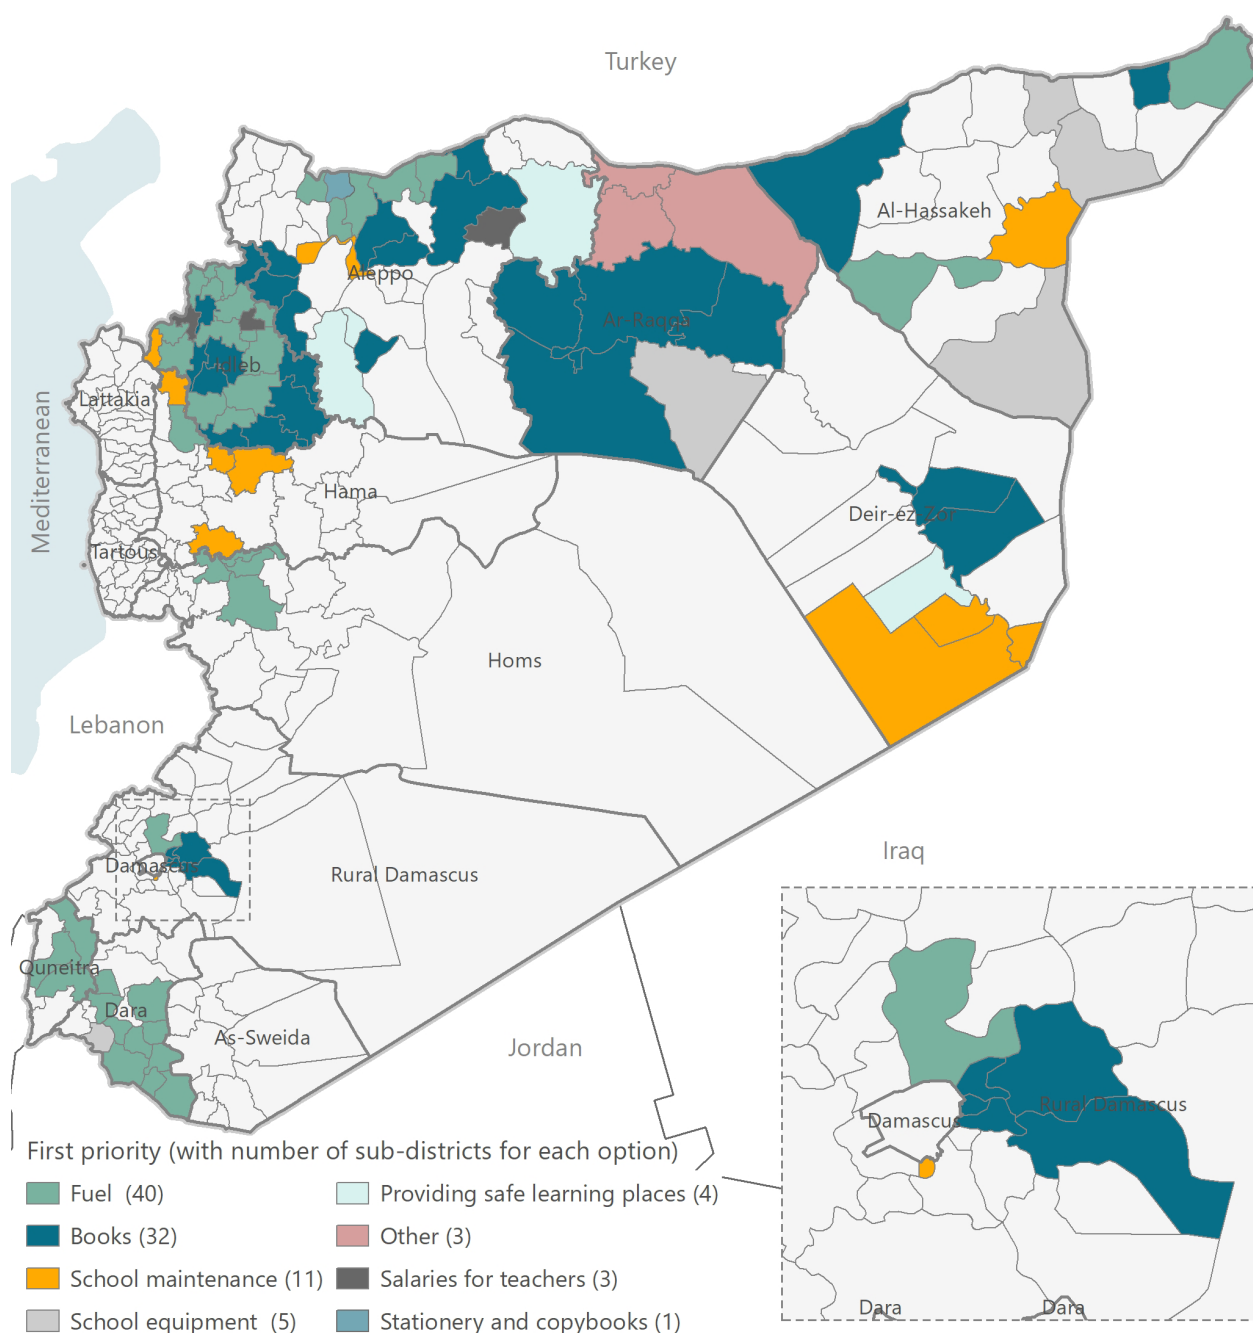 Turkey
Al-Hassakeh
Aleppo
Ar-Raqqa
Idleb
Lattakia
Mediterranean
Hama
Deir-ez-Zor
Tartous
Homs
Lebanon
Damascus
Rural Damascus
Iraq
Quneitra
Dara
As-Sweida
Jordan
Rural Damascus
Damascus
Dara
Dara
First priority (with number of sub-districts for each option)
Fuel (40)
Providing safe learning places (4)
Books (32)
Other (3)
School maintenance (11)
Salaries for teachers (3)
School equipment (5)
Stationery and copybooks (1)